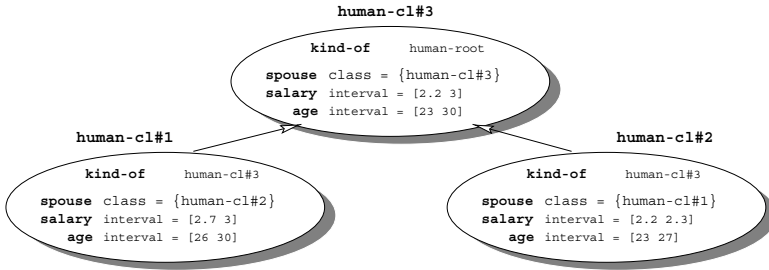 human-cl#3
kind-of human-root
spouse class = {human-cl#3}
salary interval = [2.2 3]
age interval = [23 30]
human-cl#1
kind-of human-cl#3
spouse class = {human-cl#2}
salary interval = [2.7 3]
age interval = [26 30]
human-cl#2
kind-of human-cl#3
spouse class = {human-cl#1}
salary interval = [2.2 2.3]
age interval = [23 27]